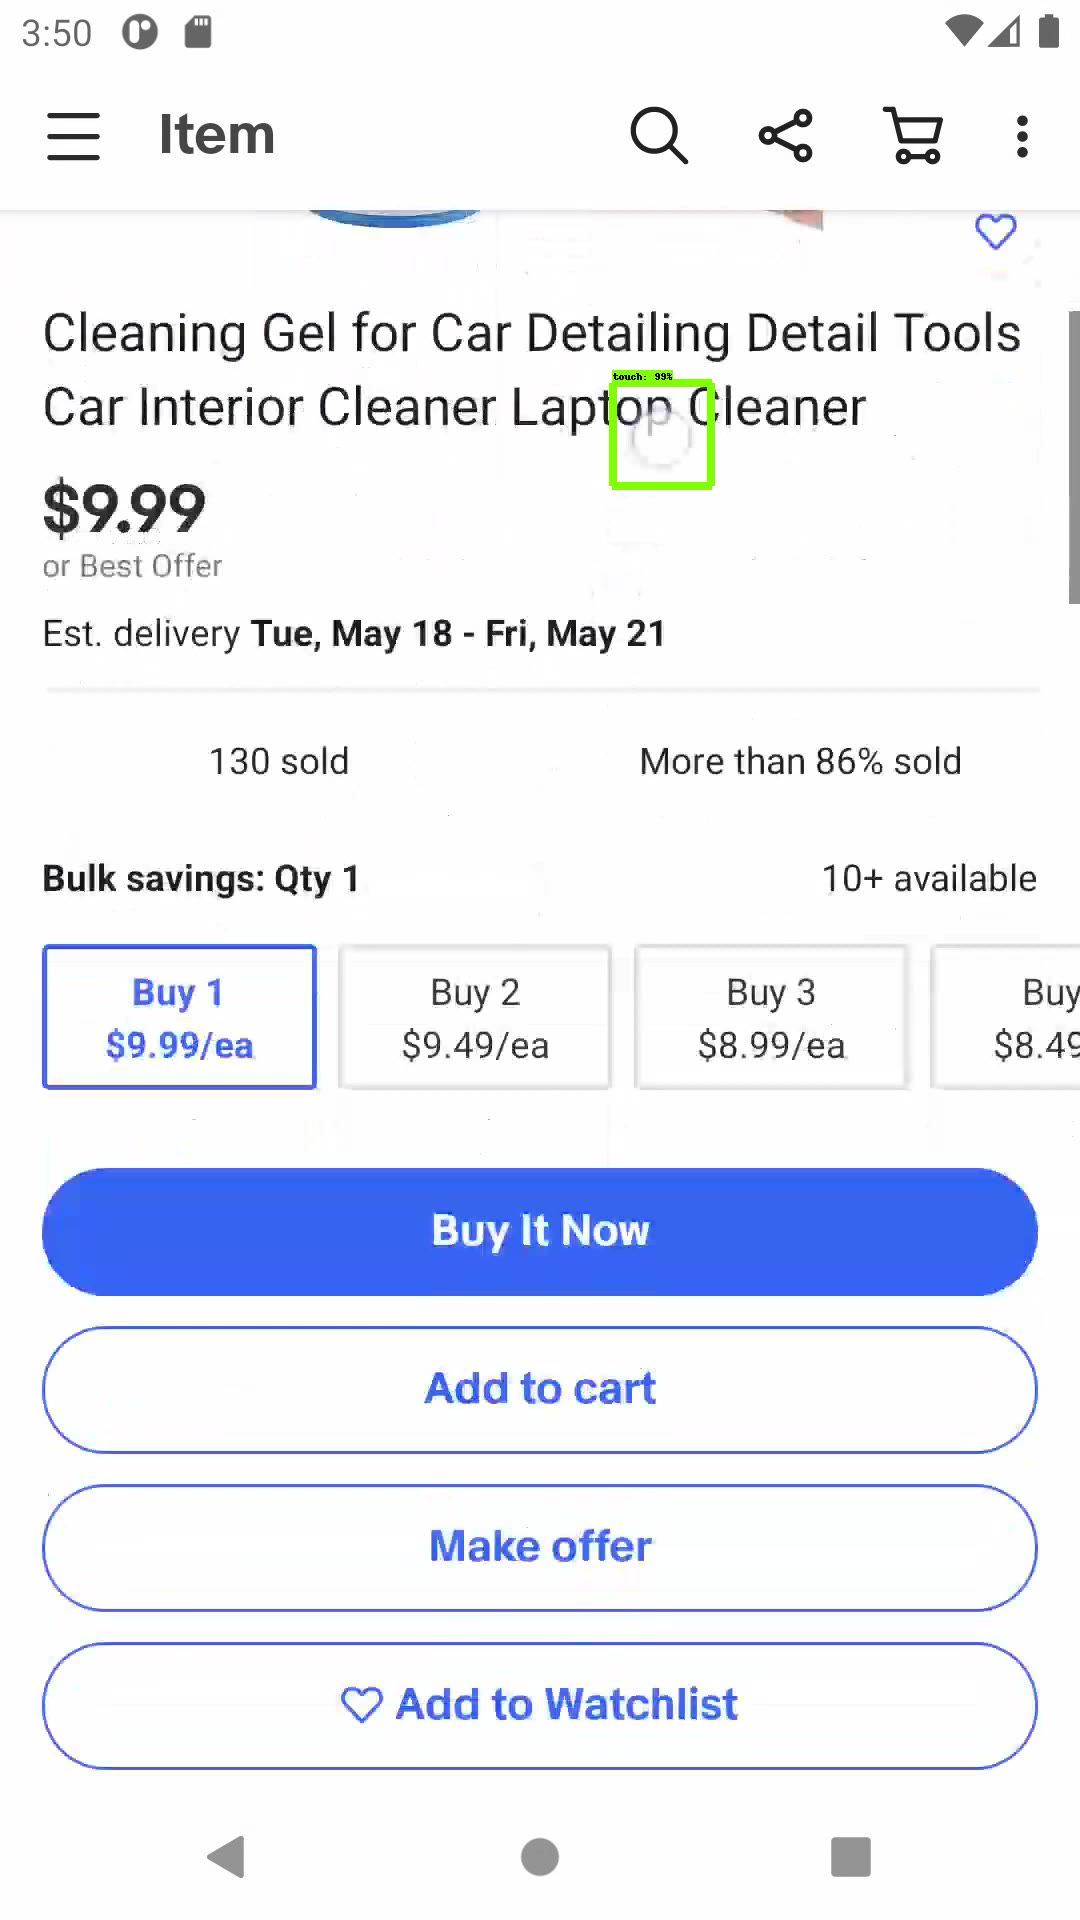 3:50
Item
Cleaning Gel for Car Detailing Detail Tools
Car Interior Cleaner Laptop Cleaner
touch: 99%
$9.99
or Best Offer
Est. delivery Tue, May 18 - Fri, May 21
130 sold
More than 86% sold
Bulk savings: Qty 1
10+ available
Buy 1
$9.99/ea
Buy 2
$9.49/ea
Buy 3
$8.99/ea
Buy
$8.49
Buy It Now
Add to cart
Make offer
Add to Watchlist